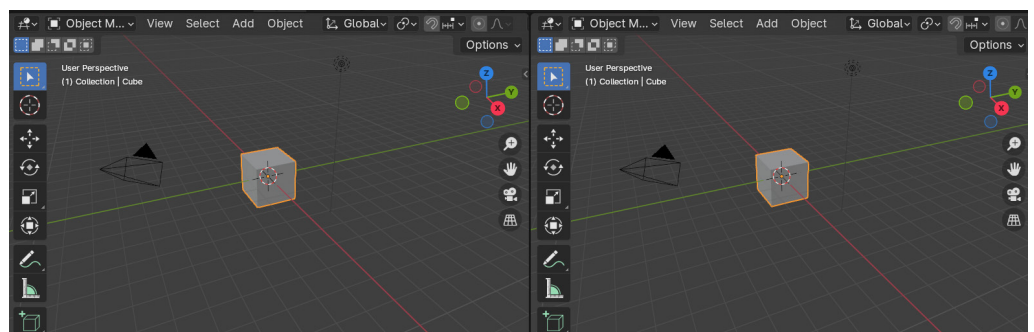 Object M... View Select Add Object Global
Options
User Perspective
(1) Collection | Cube
Z
Y
X
Object M... View Select Add Object Global
Options
User Perspective
(1) Collection | Cube
Z
Y
X